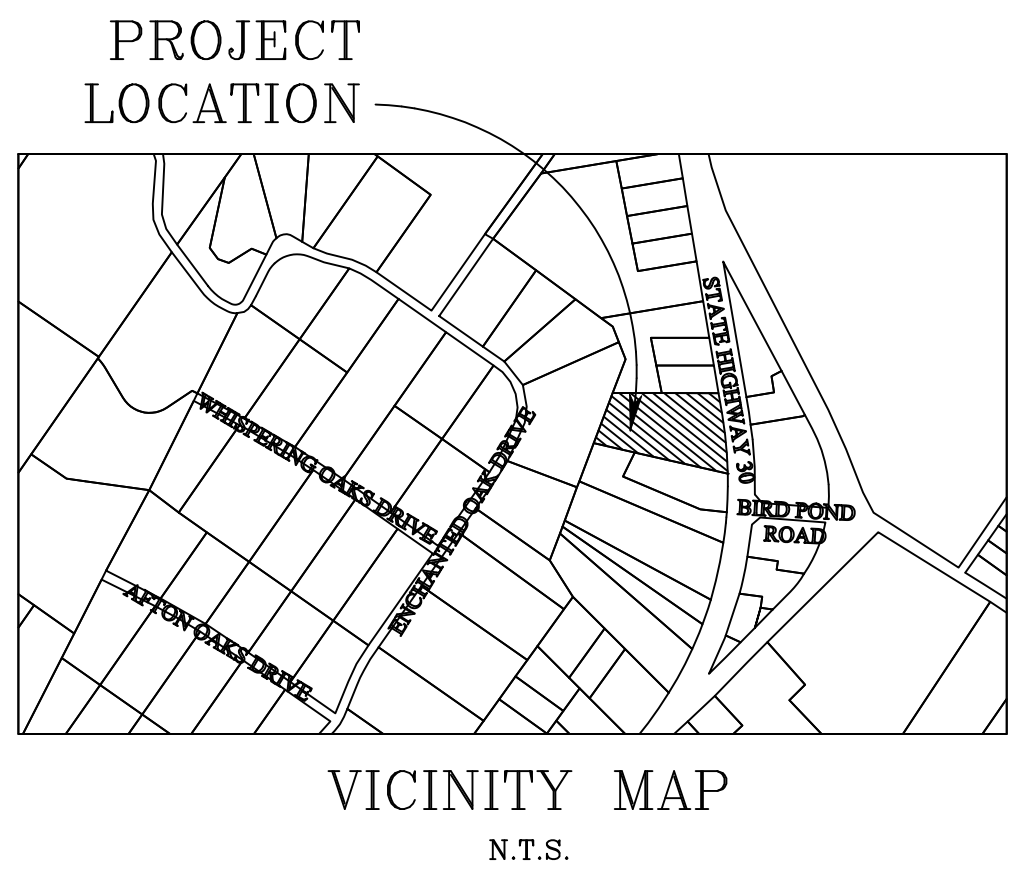 PROJECT
LOCATION
STATE HIGHWAY 30
WHISPERING OAKS DRIVE
ENCHANTED OAK DRIVE
BIRD POND
ROAD
AFTON OAKS DRIVE
VICINITY MAP
N.T.S.